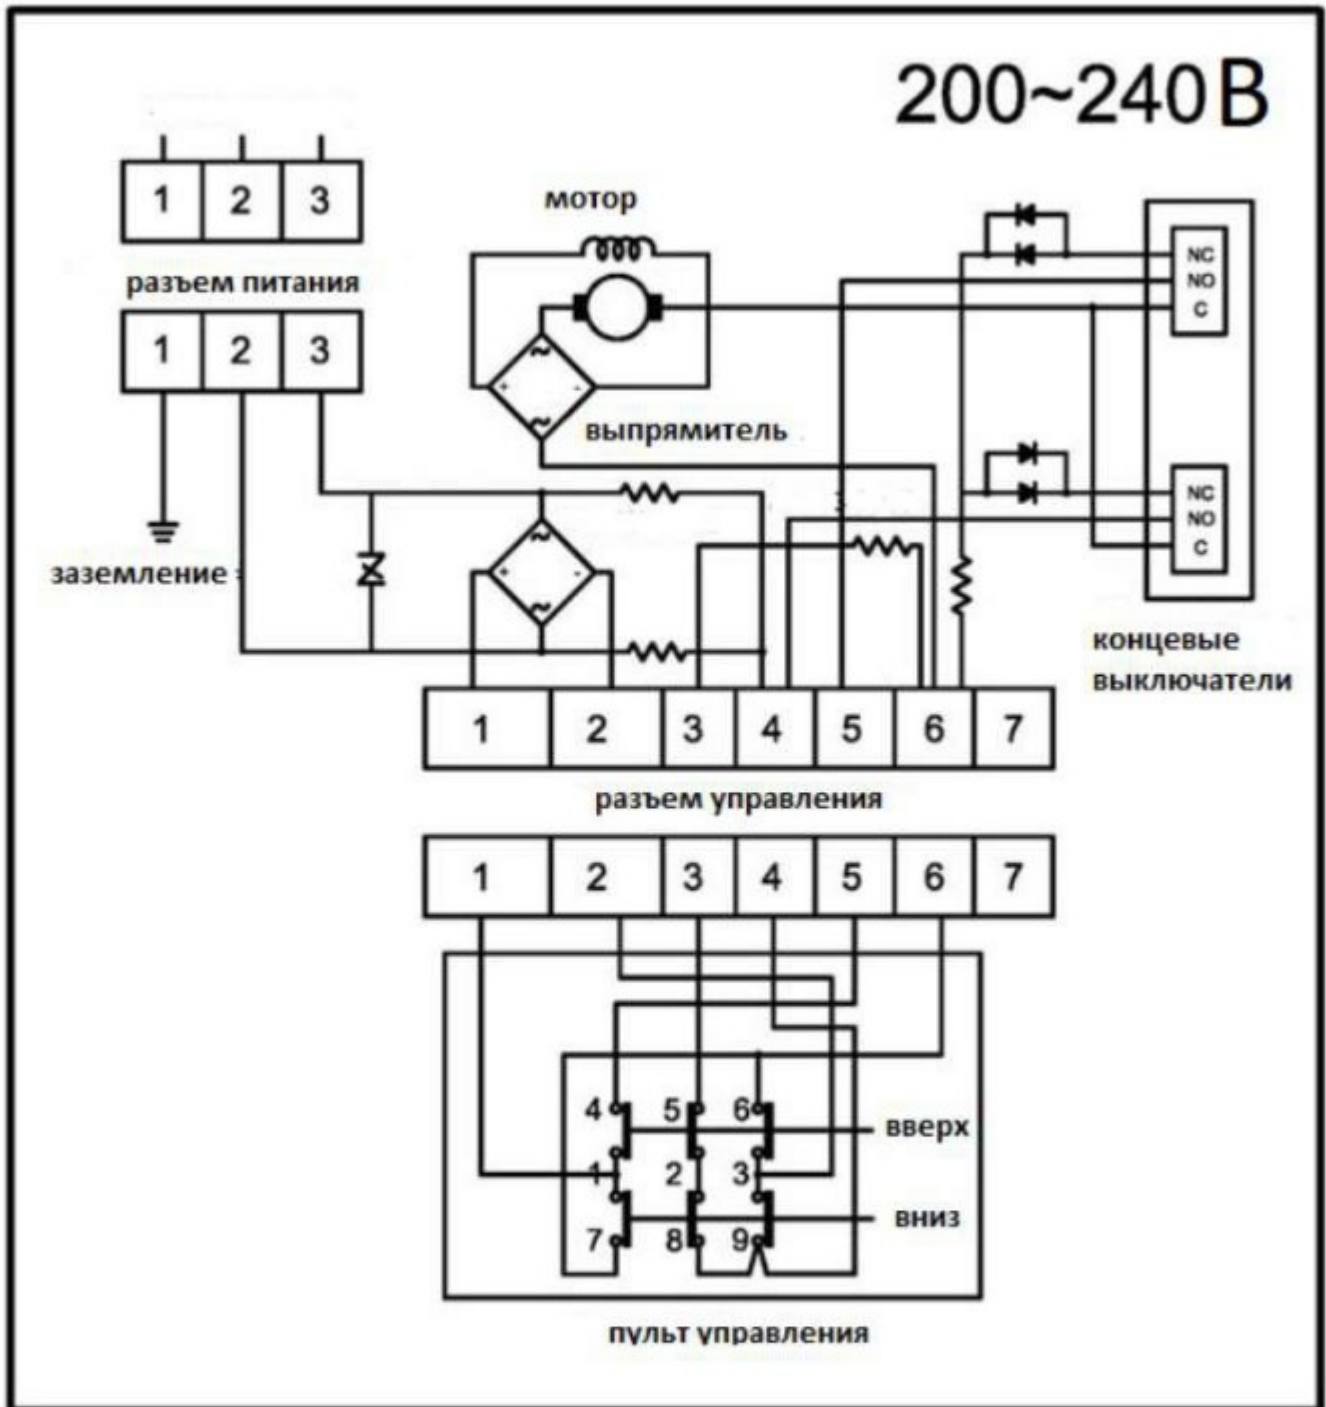 200~240В
1 2 3
мотор
разъем питания
NC
NO
C
1 2 3
~
+ -
~
выпрямитель
NC
NO
C
~
+ -
~
заземление
концевые
выключатели
1 2 3 4 5 6 7
разъем управления
1 2 3 4 5 6 7
4 5 6
вверх
1 2 3
вниз
7 8 9
пульт управления